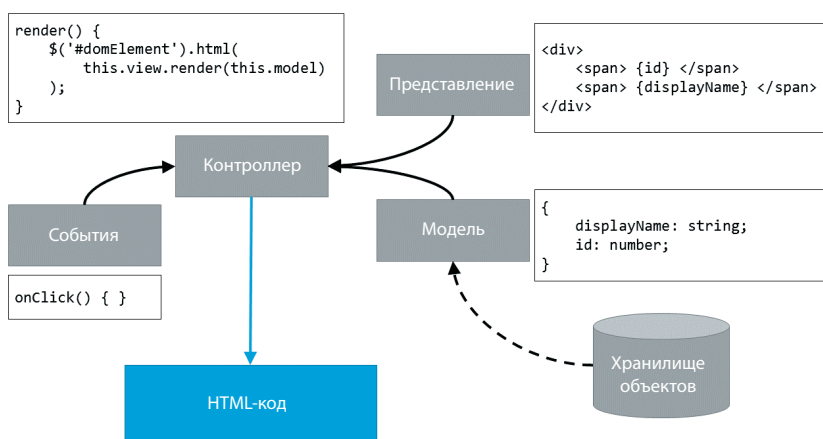 render() {
    $('#domElement').html(
        this.view.render(this.model)
    );
}
Представление
<div>
    <span> {id} </span>
    <span> {displayName} </span>
</div>
Контроллер
События
onClick() { }
Модель
{
    displayName: string;
    id: number;
}
Хранилище
объектов
HTML-код